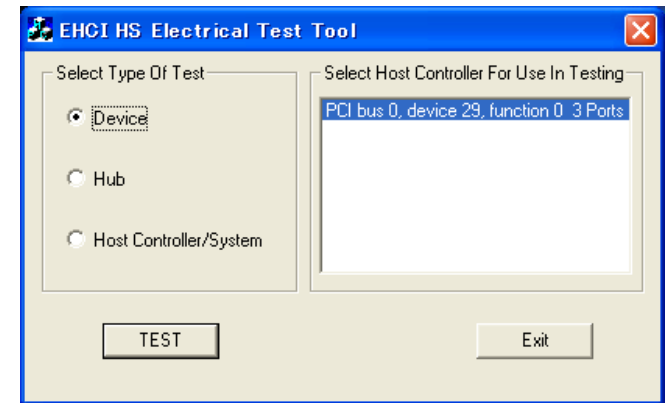 EHCI HS Electrical Test Tool
Select Type Of Test
Device
Hub
Host Controller/System
Select Host Controller For Use In Testing
PCI bus 0, device 29, function 0 3 Ports
TEST
Exit